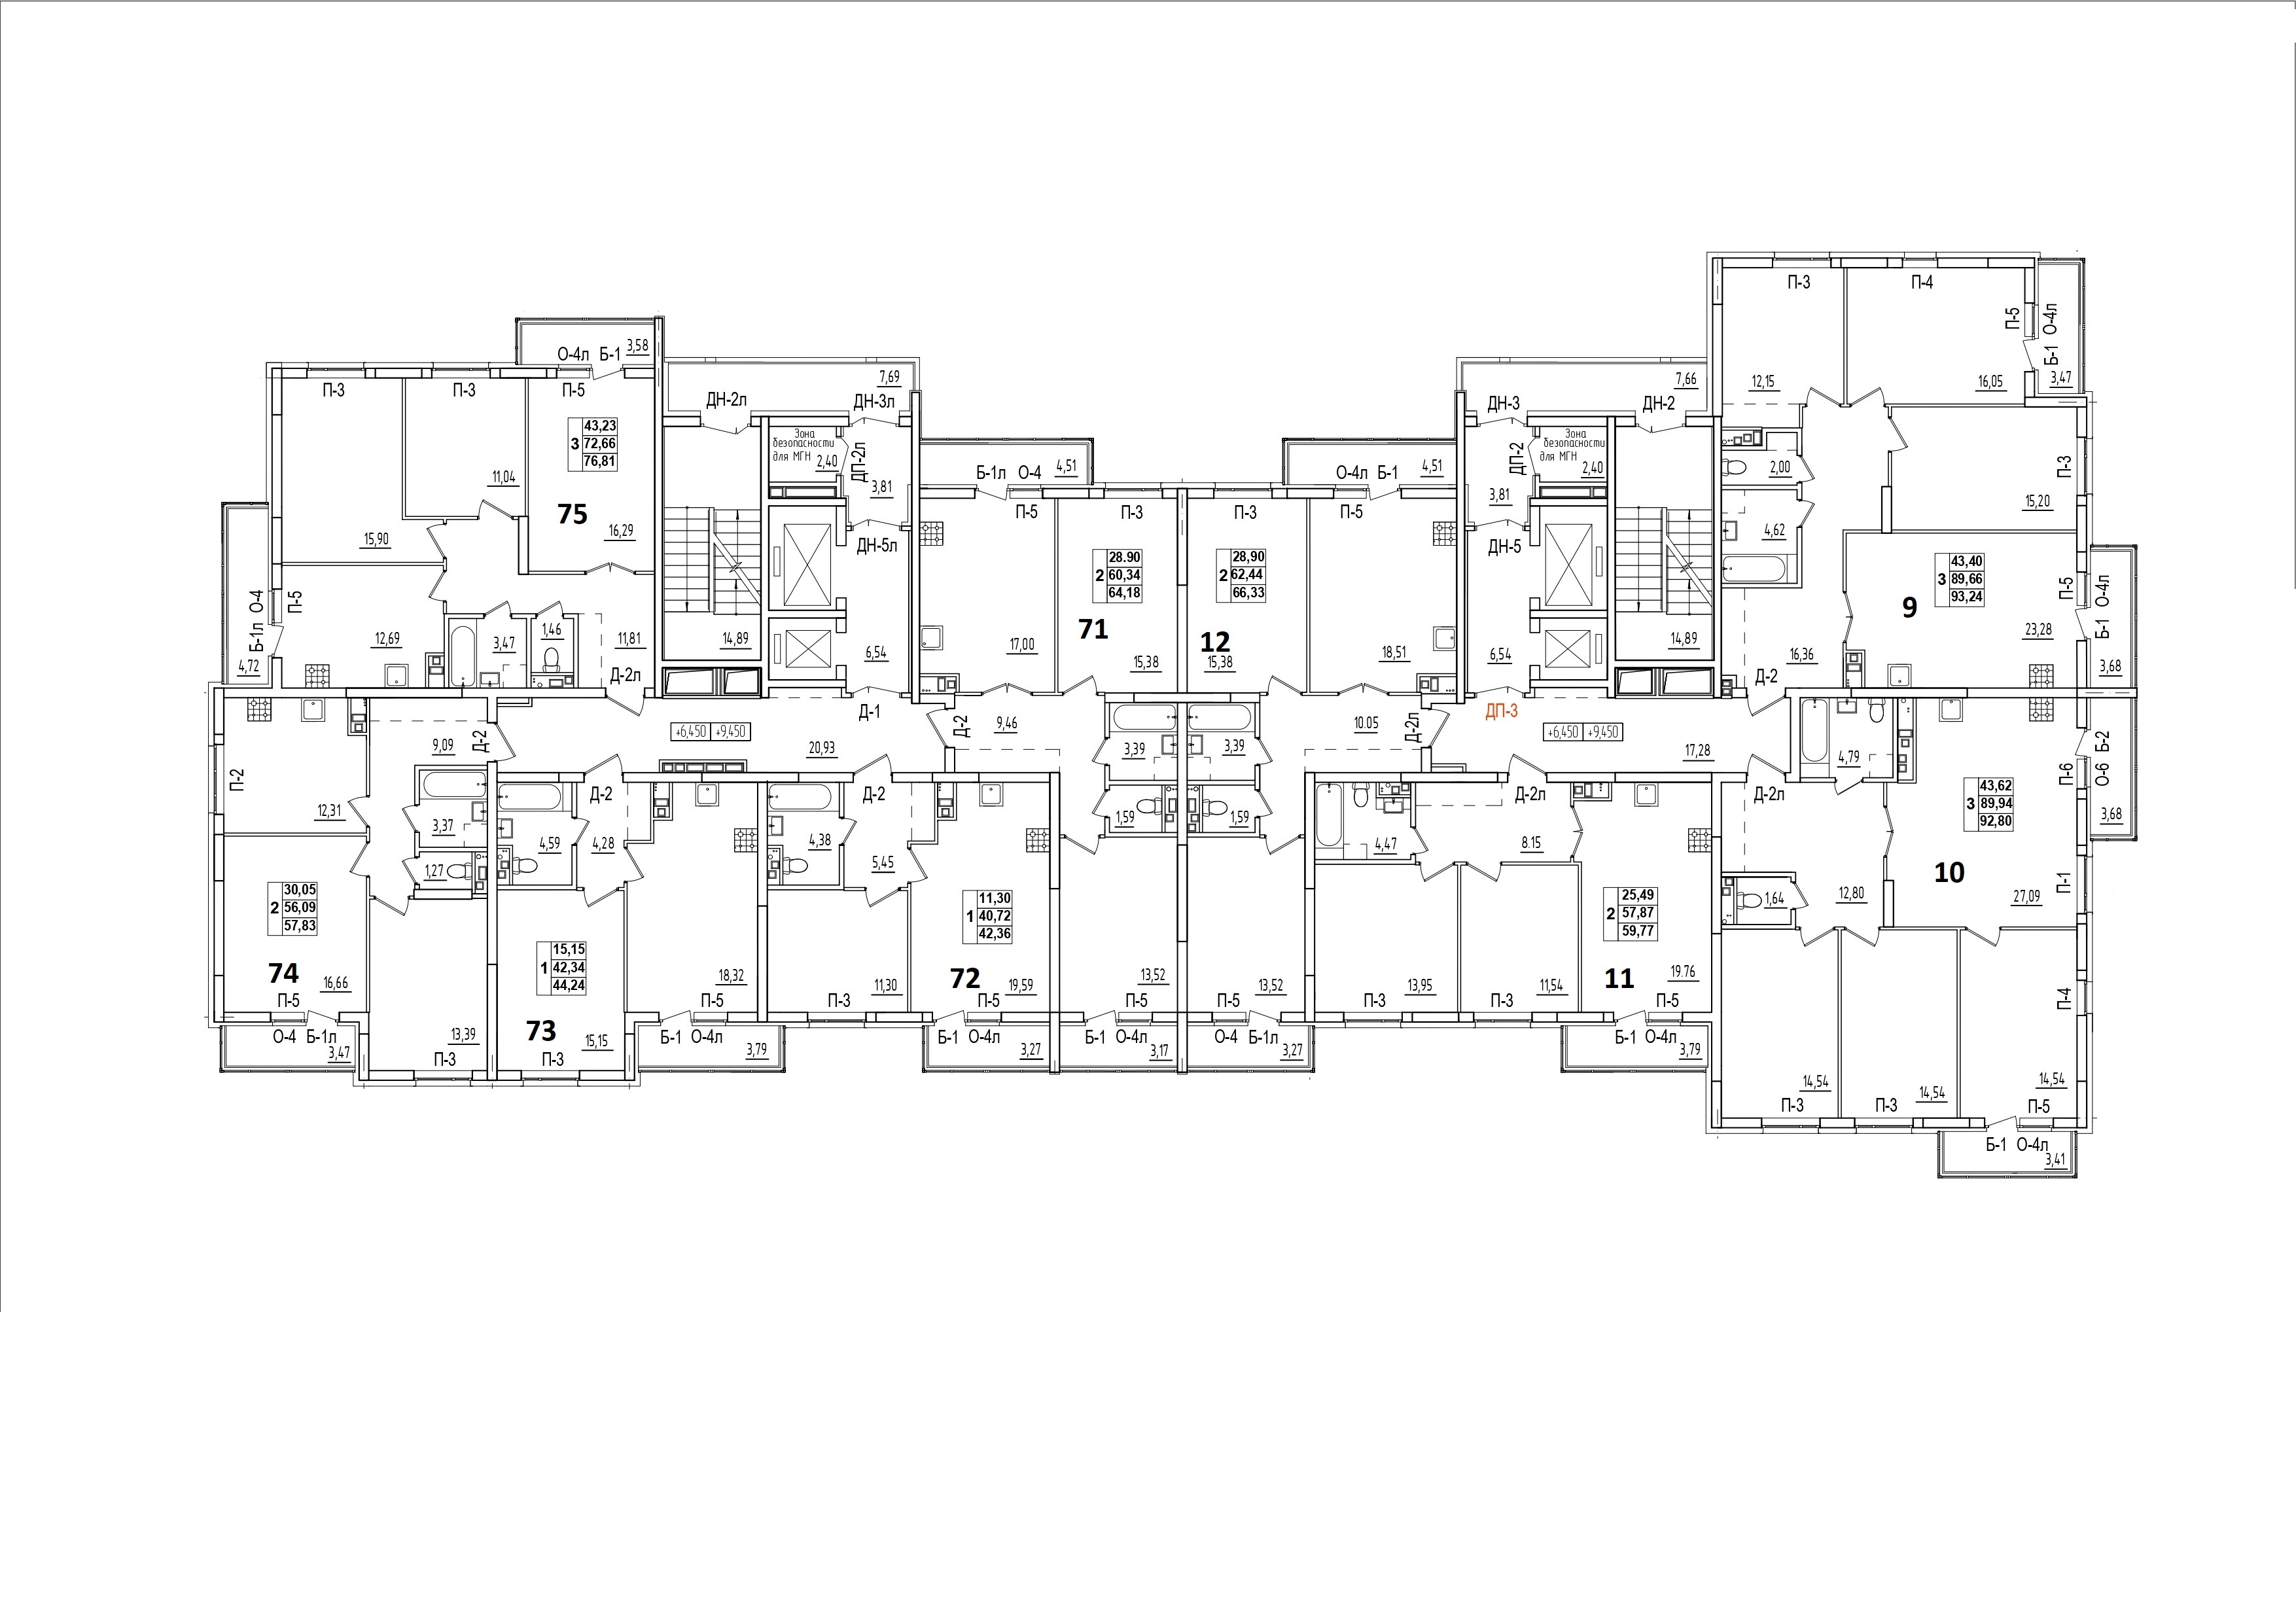 П-3
П-4
П-5
О-4л
Б-1
3,47
12,15
16,05
О-4л Б-1
3,58
П-3
П-3
П-5
43,23
3 72,66
76,81
11,04
75
15,90
16,29
7,69
ДН-2л
ДН-3л
Зона
безопасности
для МГН
2,40
ДП-2л
3,81
ДН-5л
14,89
6,54
7,66
ДН-3
ДН-2
ДП-2
Зона
безопасности
для МГН
2,40
3,81
ДН-5
6,54
14,89
Б-1л О-4
4,51
П-5
П-3
28.90
2 60,34
64,18
71
17,00
15,38
О-4л Б-1
4,51
П-3
П-5
28,90
2 62,44
66,33
12
15,38
18,51
2,00
4,62
П-3
15,20
43,40
3 89,66
93,24
9
П-5
Б-1 О-4л
23,28
3,68
16,36
Д-2
Б-1л О-4
П-5
4,72
12,69
3,47
1,46
11,81
Д-2л
П-2
9,09
Д-2
12,31
3,37
1,27
30,05
2 56,09
57,83
74
16,66
П-5
О-4 Б-1л
3,47
13,39
П-3
+6,450 +9,450
20,93
Д-1
Д-2
9,46
3,39
1,59
3,39
1,59
10.05
Д-2л
ДП-3
+6,450 +9,450
17,28
Д-2
4,59
4,28
15,15
1 42,34
44,24
73
15,15
П-3
18,32
П-5
Б-1 О-4л
3,79
Д-2
4,38
5,45
11,30
1 40,72
42,36
72
11,30
П-3
19,59
П-5
Б-1 О-4л
3,27
13,52
П-5
Б-1 О-4л
3,17
13,52
П-5
О-4 Б-1л
3,27
4,47
Д-2л
8.15
25,49
2 57,87
59,77
11
13,95
П-3
11,54
П-3
19.76
П-5
Б-1 О-4л
3,79
Д-2л
4,79
43,62
3 89,94
92,80
10
П-6
О-6 Б-2
3,68
П-1
27,09
1,64
12,80
П-4
14,54
П-3
14,54
П-3
14,54
П-5
Б-1 О-4л
3,41